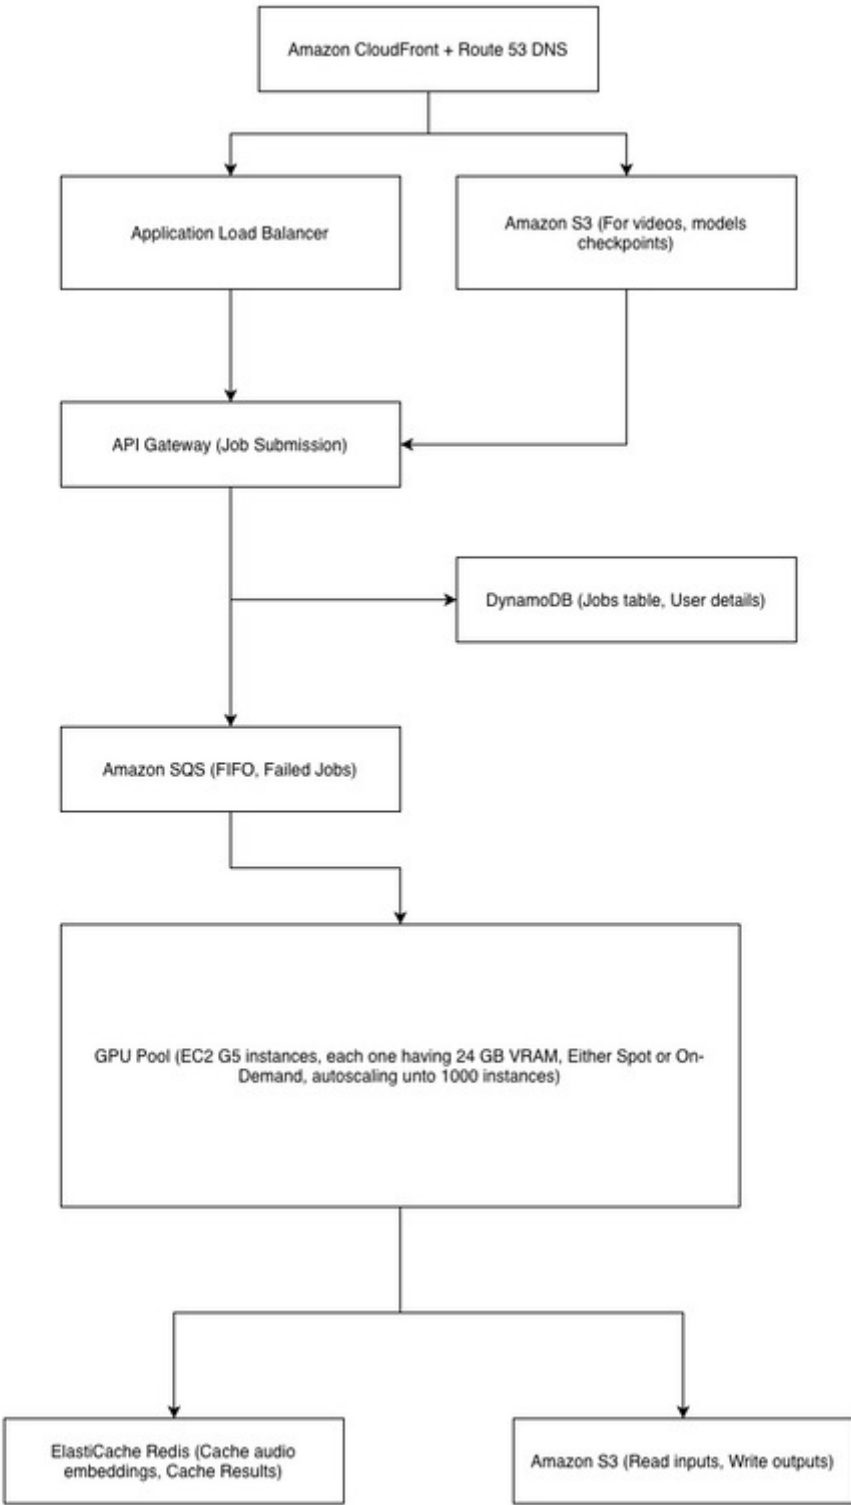 Amazon CloudFront + Route 53 DNS
Application Load Balancer
Amazon S3 (For videos, models
checkpoints)
API Gateway (Job Submission)
DynamoDB (Jobs table, User details)
Amazon SQS (FIFO, Failed Jobs)
GPU Pool (EC2 G5 instances, each one having 24 GB VRAM, Either Spot or On-
Demand, autoscaling unto 1000 instances)
ElastiCache Redis (Cache audio
embeddings, Cache Results)
Amazon S3 (Read inputs, Write outputs)